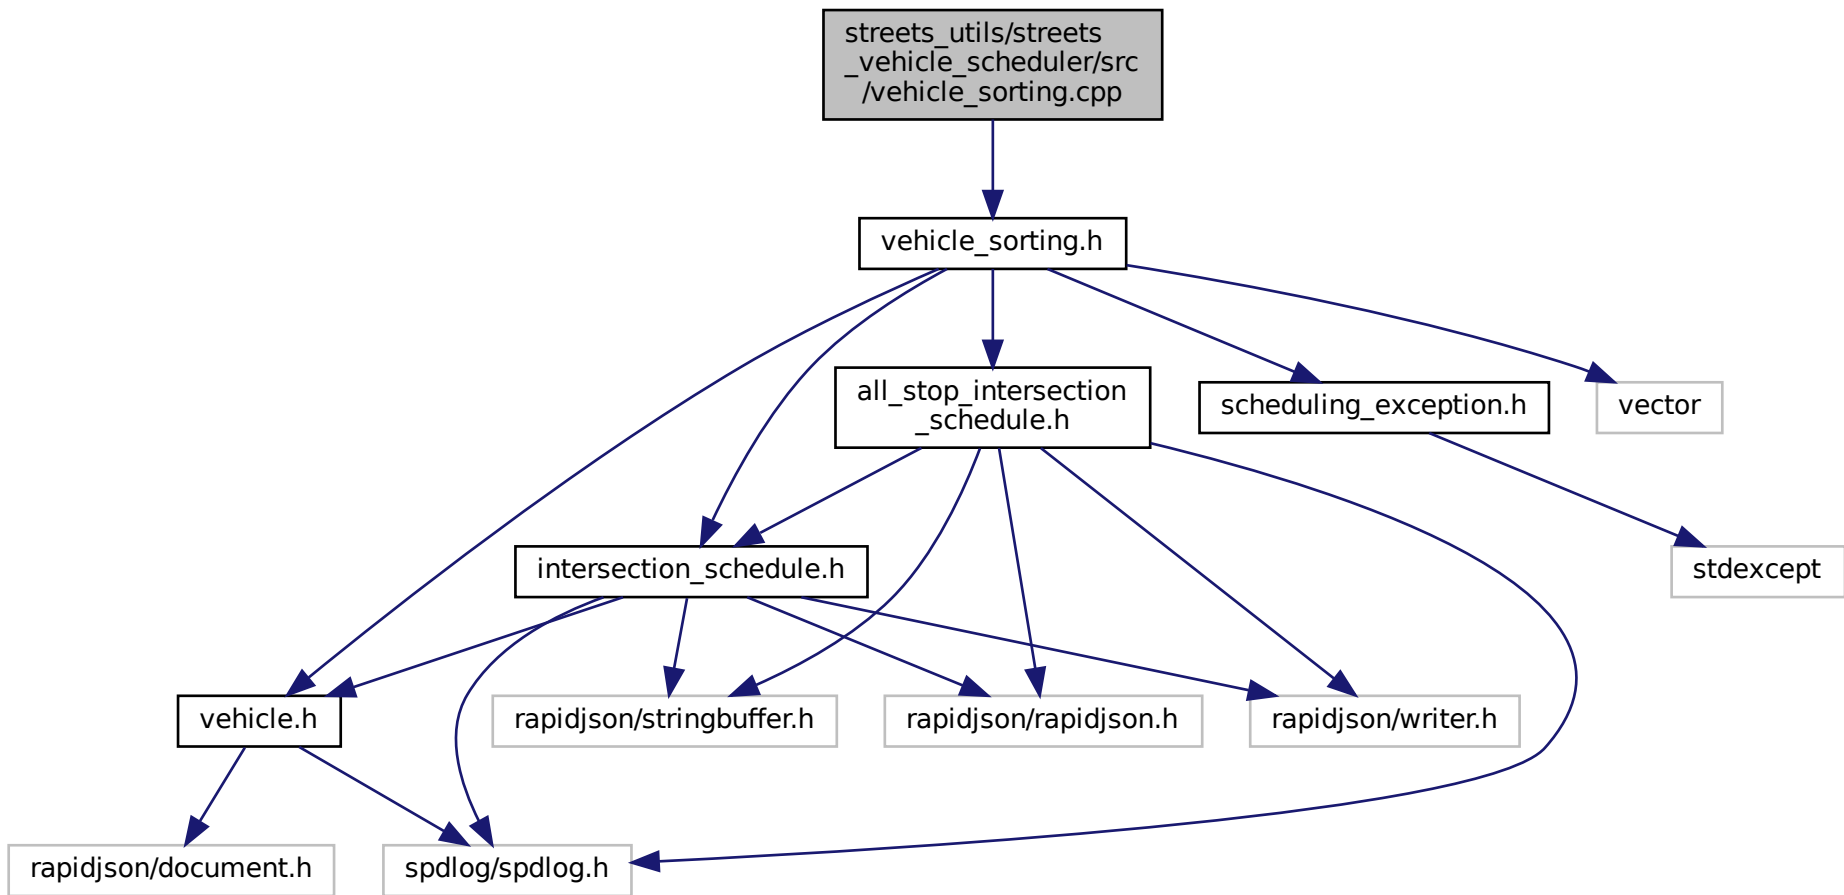 streets_utils/streets
_vehicle_scheduler/src
/vehicle_sorting.cpp
vehicle_sorting.h
all_stop_intersection
_schedule.h
scheduling_exception.h
vector
intersection_schedule.h
stdexcept
vehicle.h
rapidjson/stringbuffer.h
rapidjson/rapidjson.h
rapidjson/writer.h
rapidjson/document.h
spdlog/spdlog.h